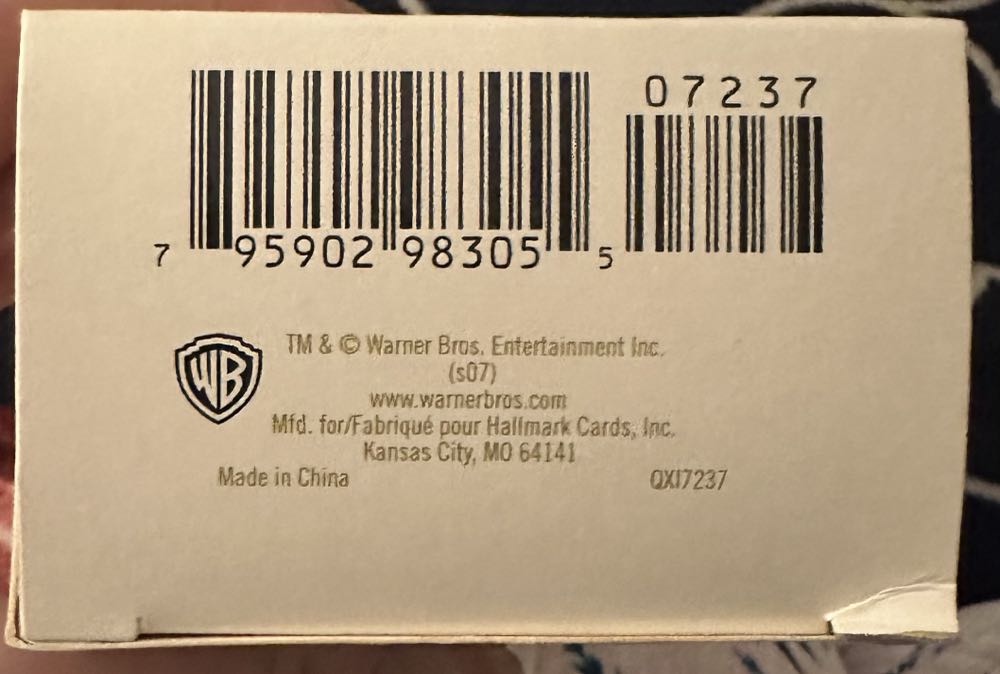 07237
7 95902 98305 5
WB
TM & © Warner Bros. Entertainment Inc.
(s07)
www.warnerbros.com
Mfd. for/Fabriqué pour Hallmark Cards, Inc.
Kansas City, MO 64141
Made in China QXI7237